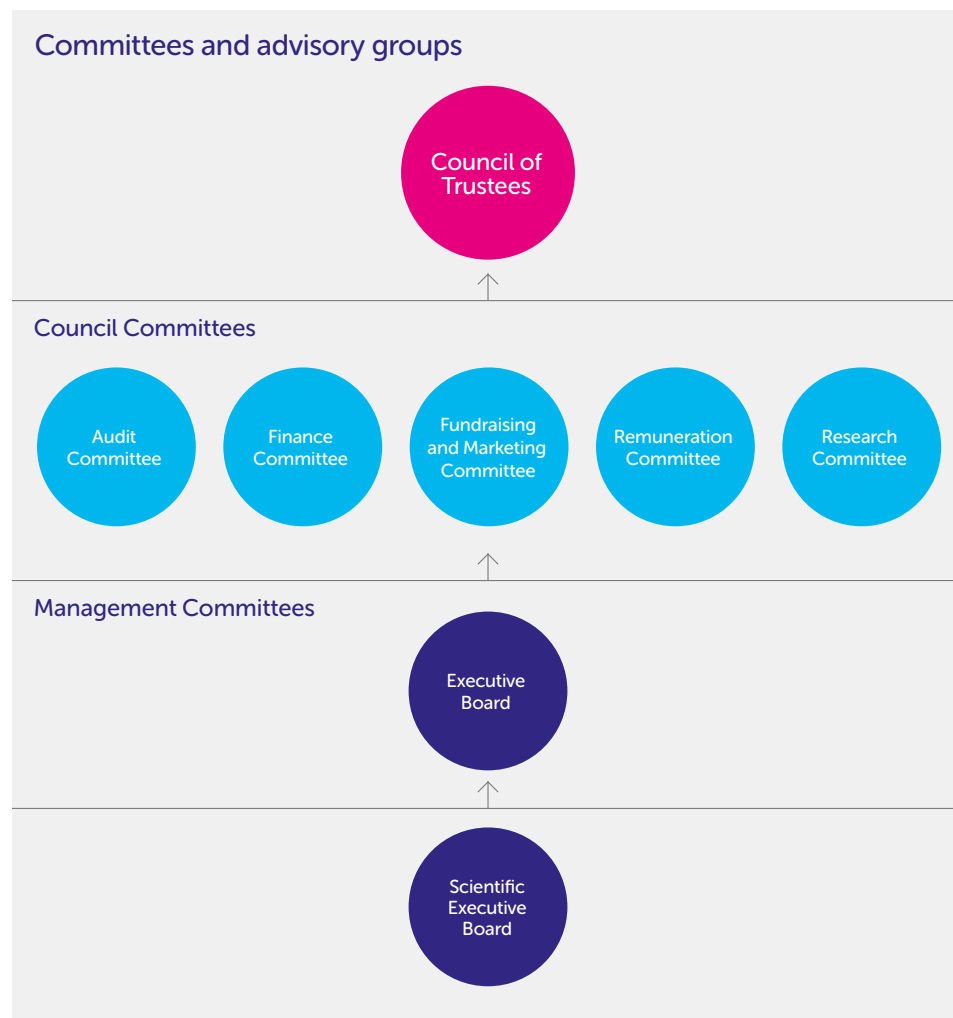 Committees and advisory groups
Council of
Trustees
Council Committees
Audit
Committee
Finance
Committee
Fundraising
and Marketing
Committee
Remuneration
Committee
Research
Committee
Management Committees
Executive
Board
Scientific
Executive
Board